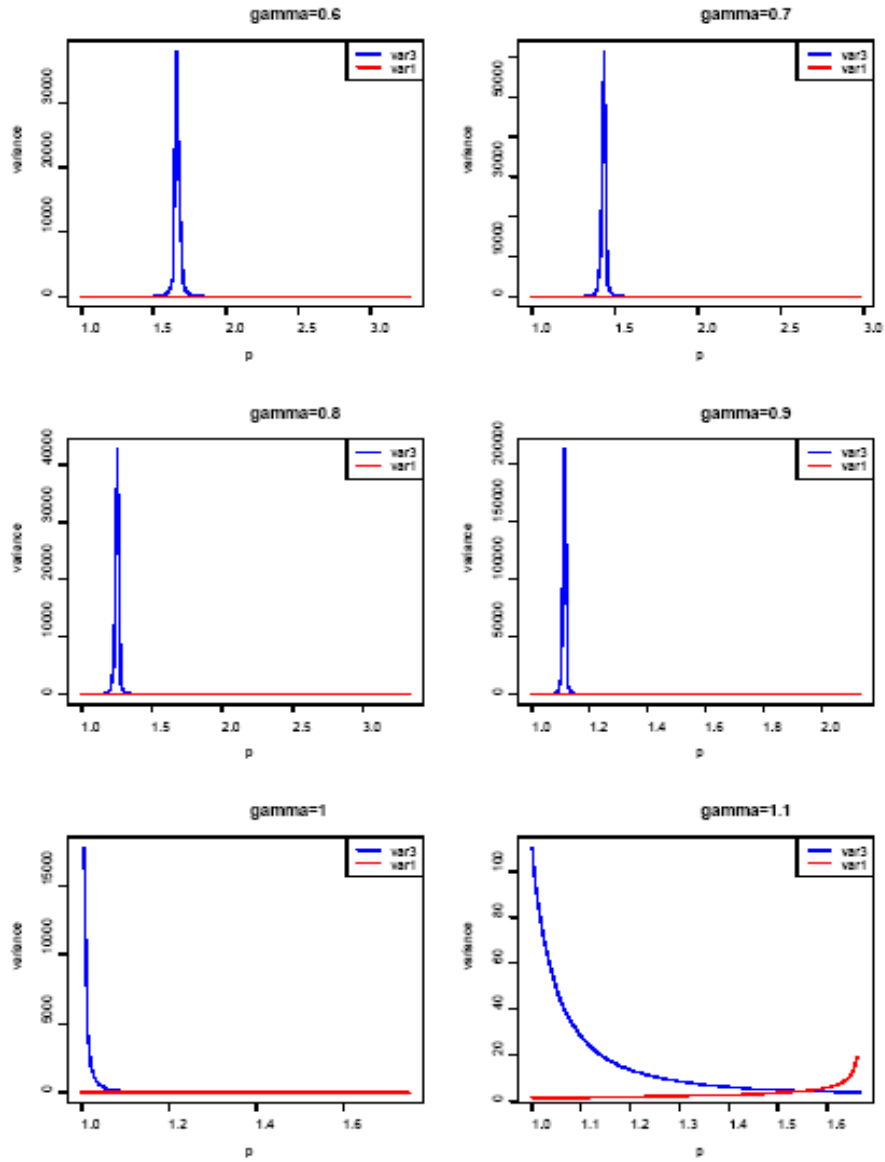 gamma=0.6
var3
var1
variance
30000
20000
10000
0
1.0 1.5 2.0 2.5 3.0
p
gamma=0.7
var3
var1
variance
50000
30000
10000
0
1.0 1.5 2.0 2.5 3.0
p
gamma=0.8
var3
var1
variance
40000
30000
20000
10000
0
1.0 1.5 2.0 2.5 3.0
p
gamma=0.9
var3
var1
variance
200000
150000
100000
50000
0
1.0 1.2 1.4 1.6 1.8 2.0
p
gamma=1
var3
var1
variance
15000
10000
5000
0
1.0 1.2 1.4 1.6
p
gamma=1.1
var3
var1
variance
100
80
60
40
20
0
1.0 1.1 1.2 1.3 1.4 1.5 1.6
p